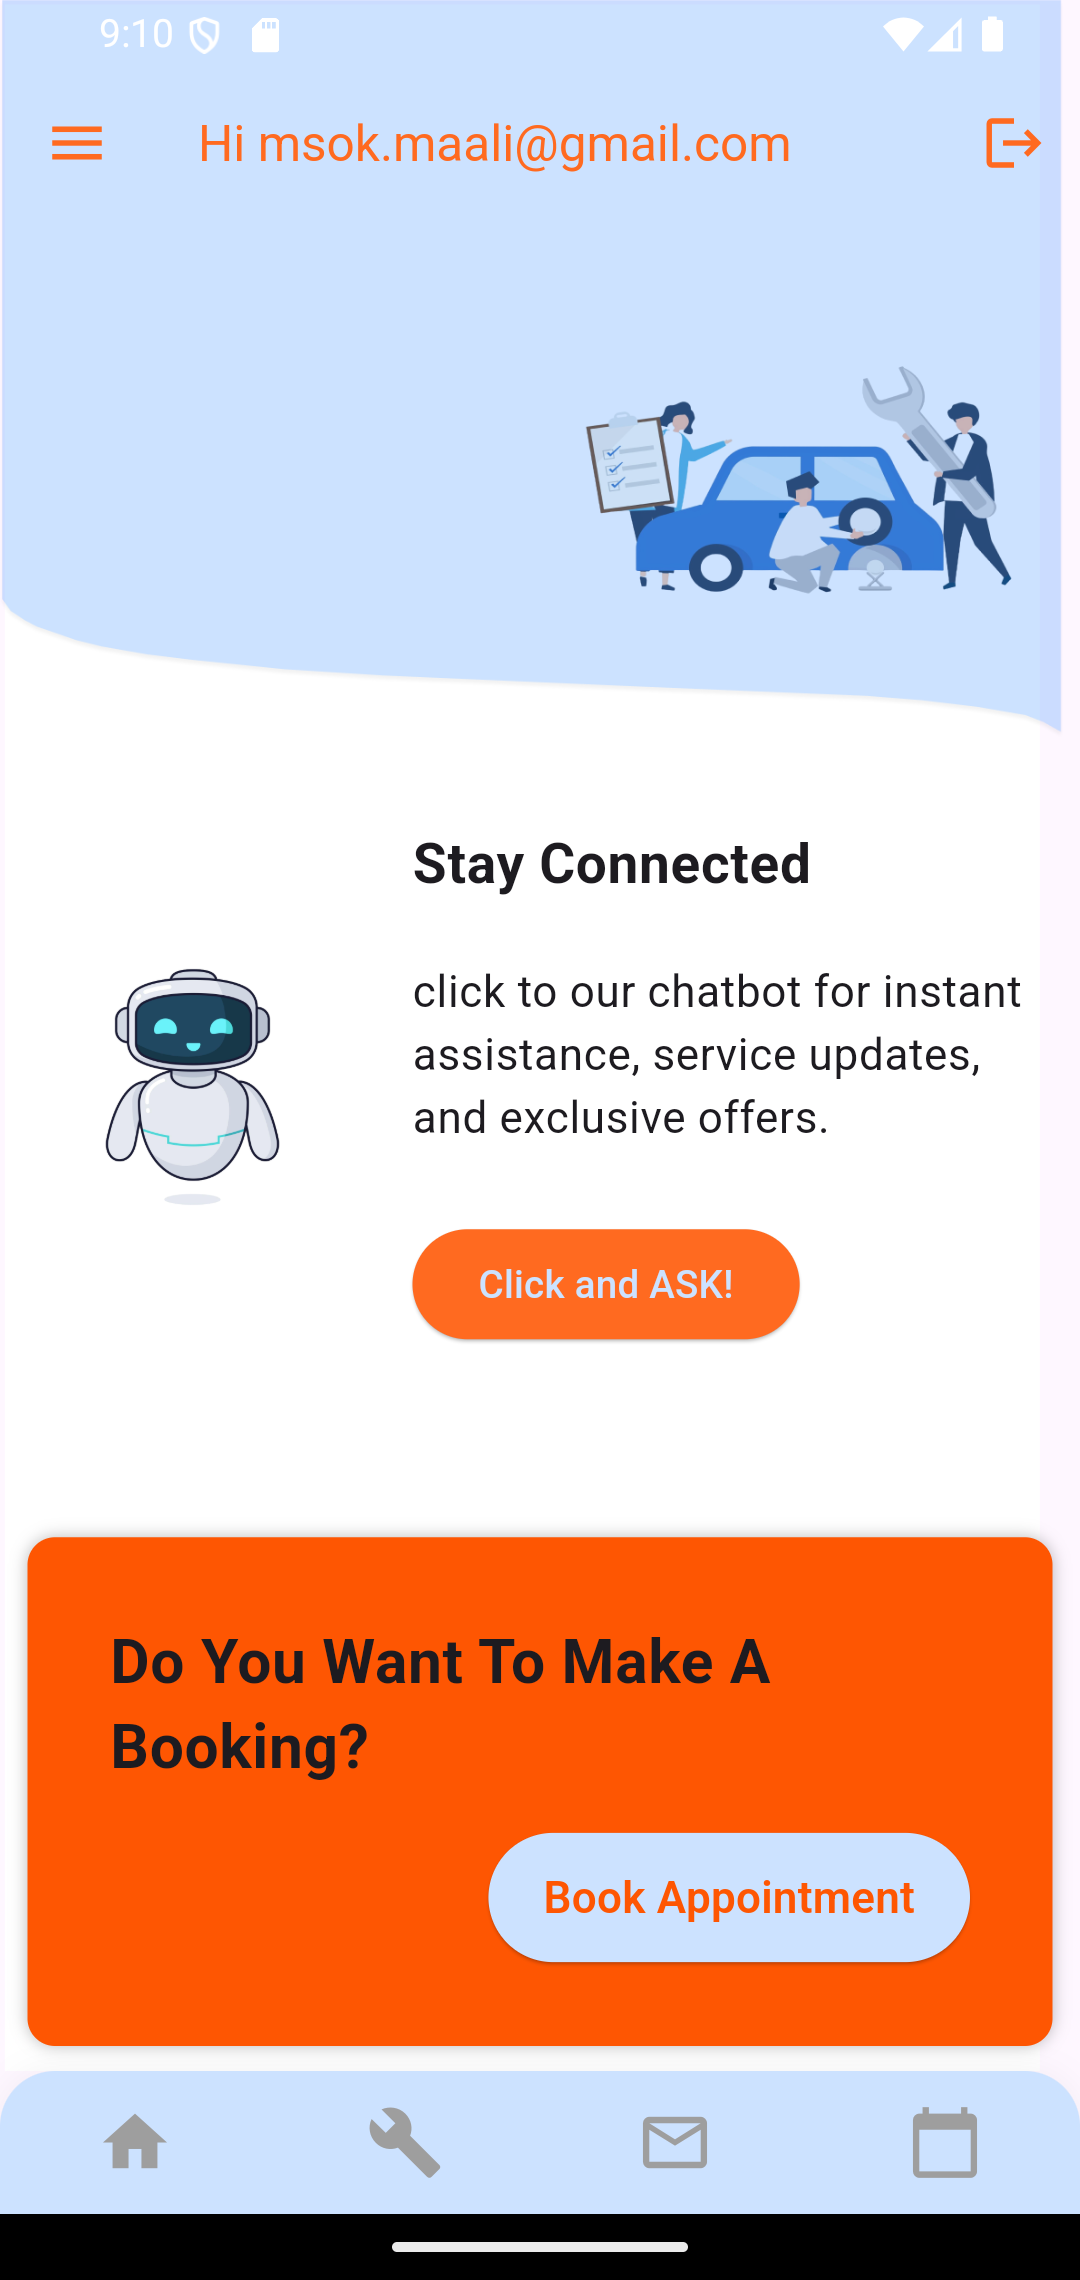 9:10
Hi msok.maali@gmail.com
Stay Connected
click to our chatbot for instant
assistance, service updates,
and exclusive offers.
Click and ASK!
Do You Want To Make A
Booking?
Book Appointment